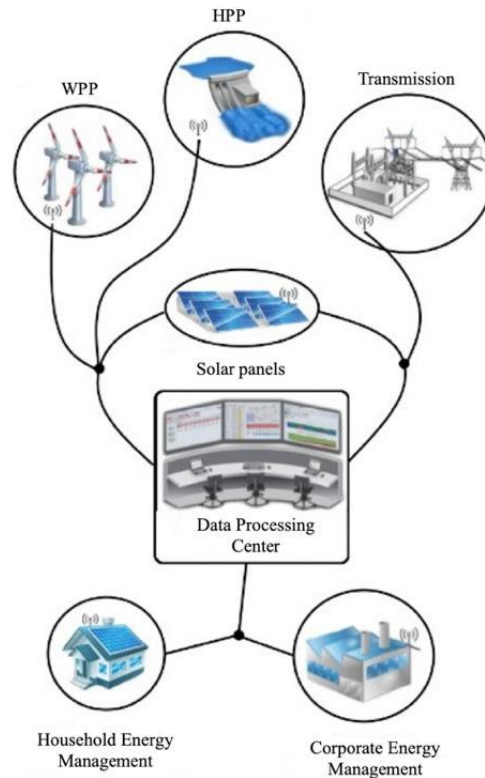 HPP
WPP
Transmission
Solar panels
Data Processing
Center
Household Energy
Management
Corporate Energy
Management